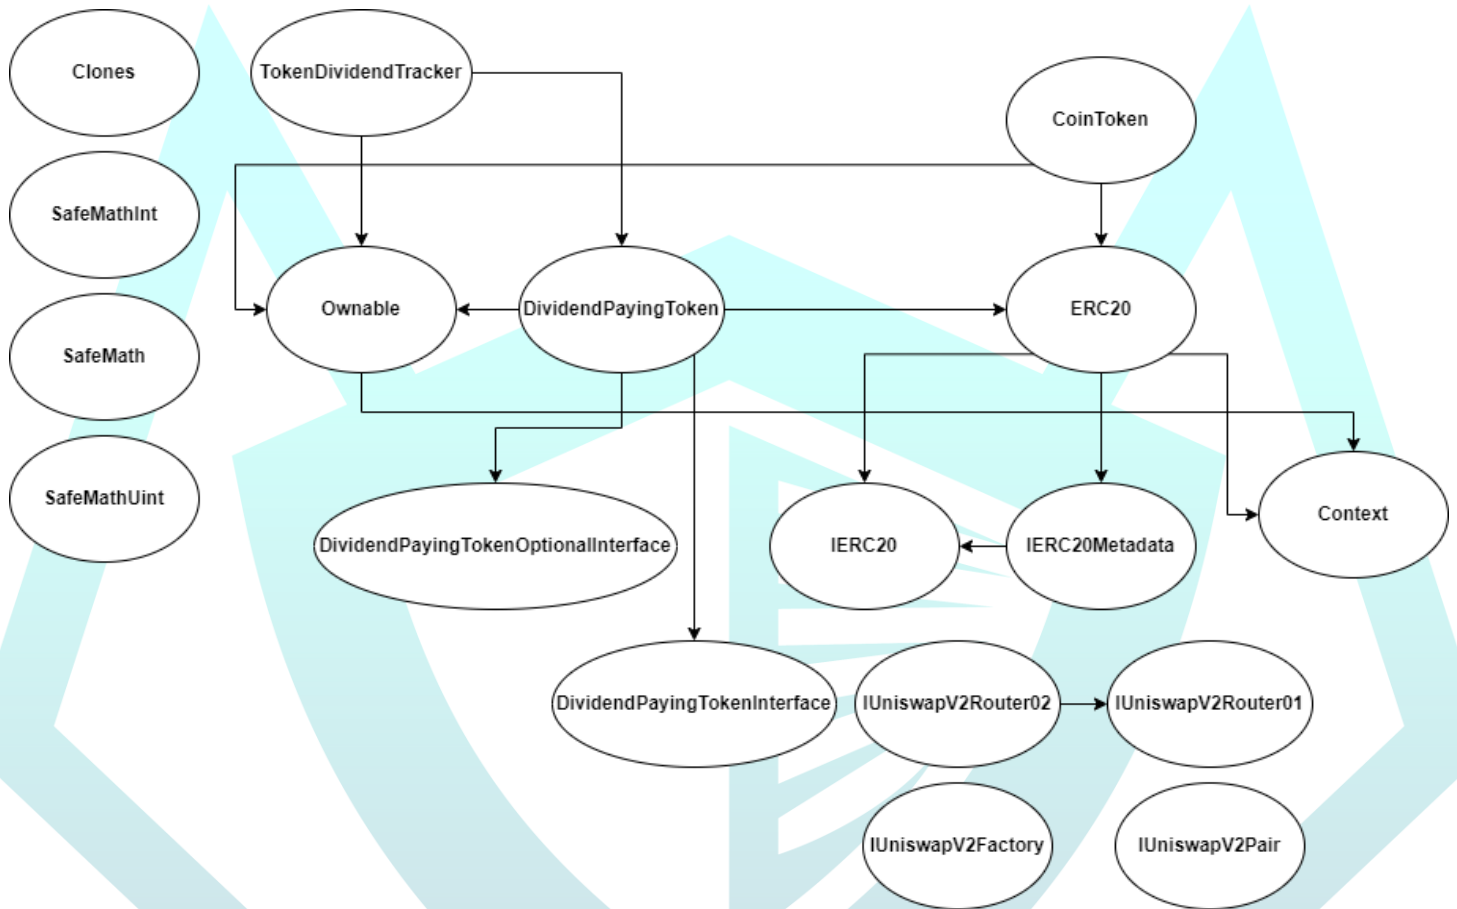 Clones
TokenDividendTracker
CoinToken
SafeMathInt
Ownable
DividendPayingToken
ERC20
SafeMath
SafeMathUint
DividendPayingTokenOptionalInterface
IERC20
IERC20Metadata
Context
DividendPayingTokenInterface
IUniswapV2Router02
IUniswapV2Router01
IUniswapV2Factory
IUniswapV2Pair